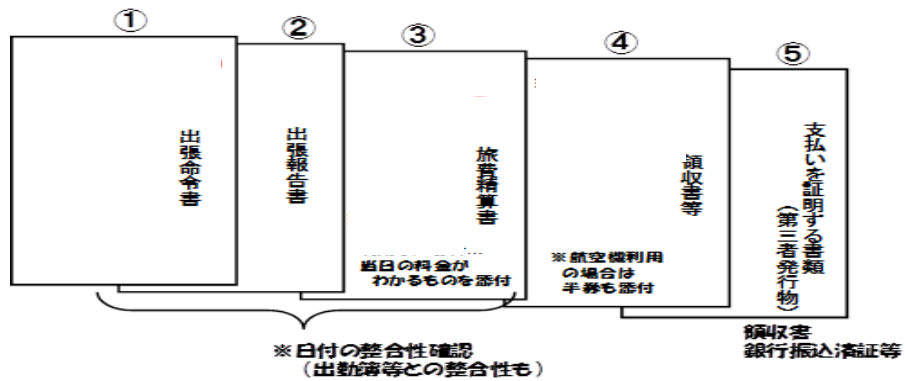 ①
出張命令書
②
出張報告書
③
旅費精算書
当日の料金が
わかるものを添付
④
領収書等
※航空機利用
の場合は
半券も添付
⑤
支払いを証明する書類
（第三者発行物）
領収書
銀行振込済証等
※日付の整合性確認
（出勤簿等との整合性も）